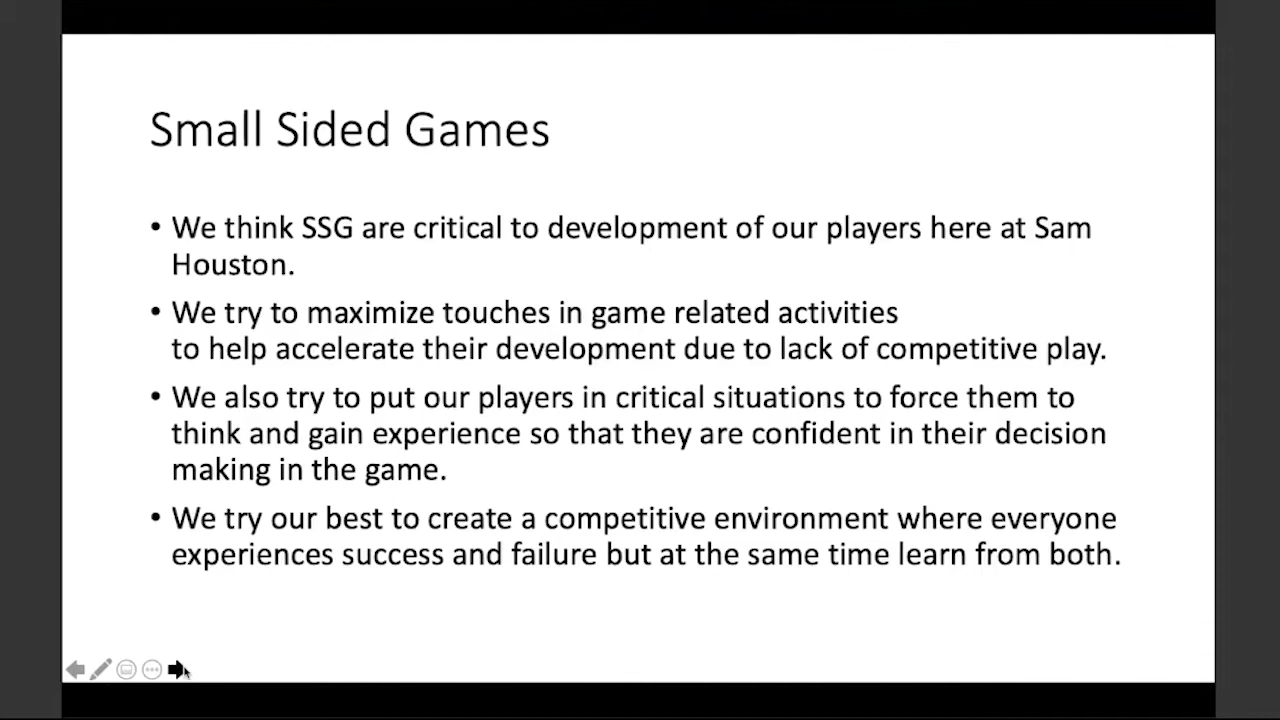 Small Sided Games
• We think SSG are critical to development of our players here at Sam
Houston.
• We try to maximize touches in game related activities
to help accelerate their development due to lack of competitive play.
• We also try to put our players in critical situations to force them to
think and gain experience so that they are confident in their decision
making in the game.
• We try our best to create a competitive environment where everyone
experiences success and failure but at the same time learn from both.